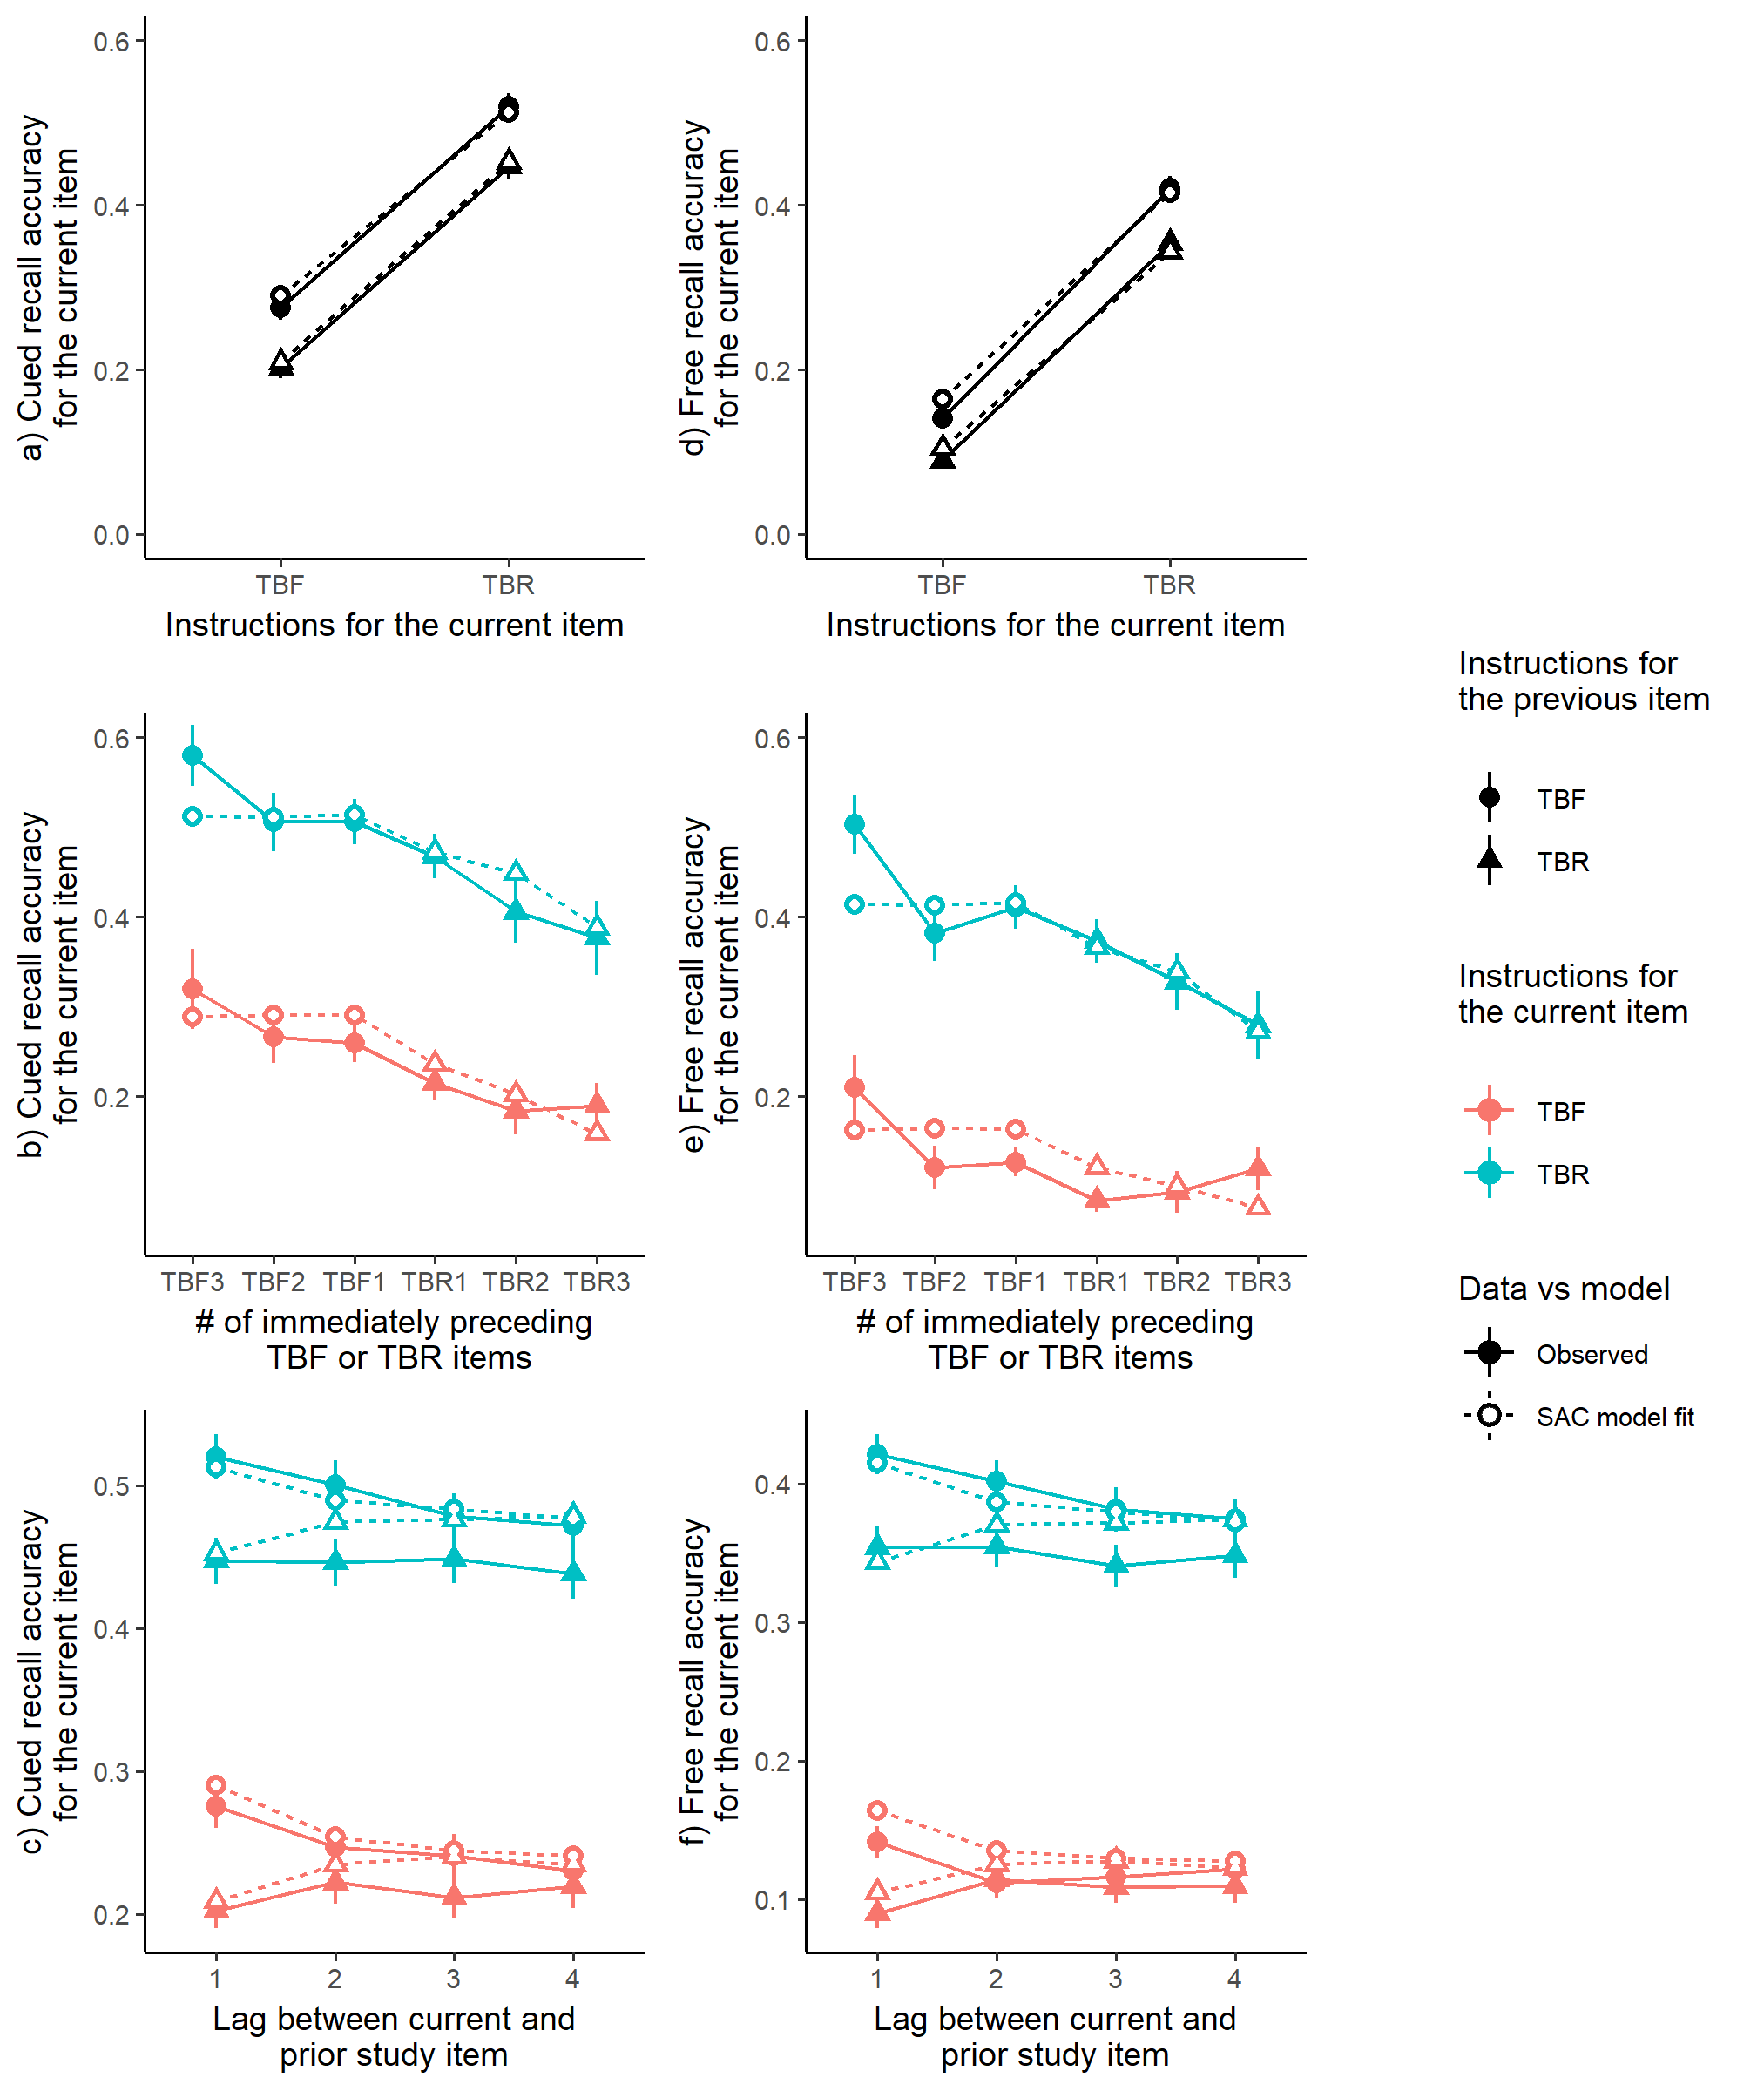 a) Cued recall accuracy
for the current item
0.6
0.4
0.2
0.0
TBF
TBR
Instructions for the current item
d) Free recall accuracy
for the current item
0.6
0.4
0.2
0.0
TBF
TBR
Instructions for the current item
b) Cued recall accuracy
for the current item
0.6
0.4
0.2
TBF3
TBF2
TBF1
TBR1
TBR2
TBR3
# of immediately preceding
TBF or TBR items
e) Free recall accuracy
for the current item
0.6
0.4
0.2
TBF3
TBF2
TBF1
TBR1
TBR2
TBR3
# of immediately preceding
TBF or TBR items
c) Cued recall accuracy
for the current item
0.5
0.4
0.3
0.2
1
2
3
4
Lag between current and
prior study item
f) Free recall accuracy
for the current item
0.4
0.3
0.2
0.1
1
2
3
4
Lag between current and
prior study item
Instructions for
the previous item
TBF
TBR
Instructions for
the current item
TBF
TBR
Data vs model
Observed
SAC model fit